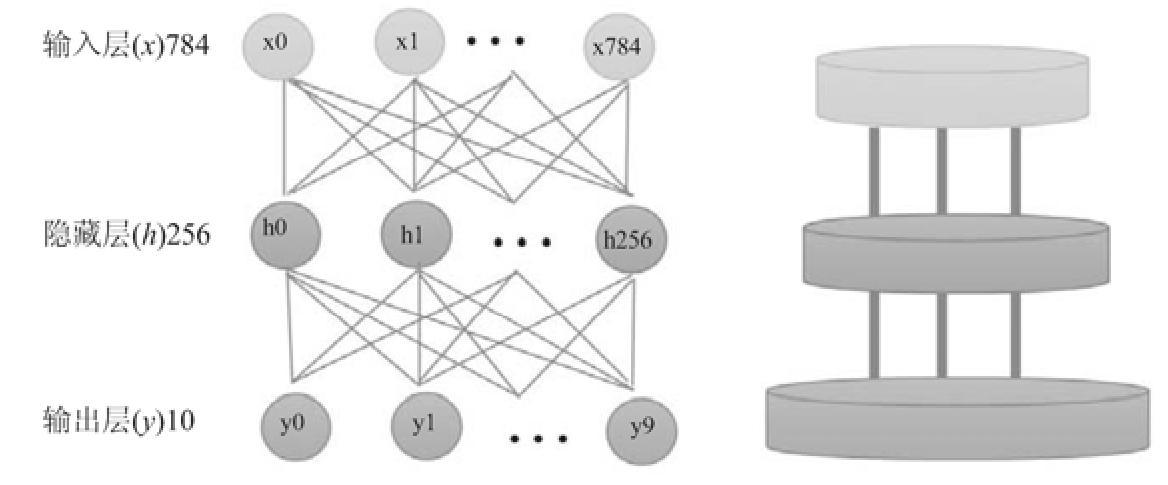 输入层(x)784 x0 x1 ••• x784
隐藏层(h)256 h0 h1 ••• h256
输出层(y)10 y0 y1 ••• y9